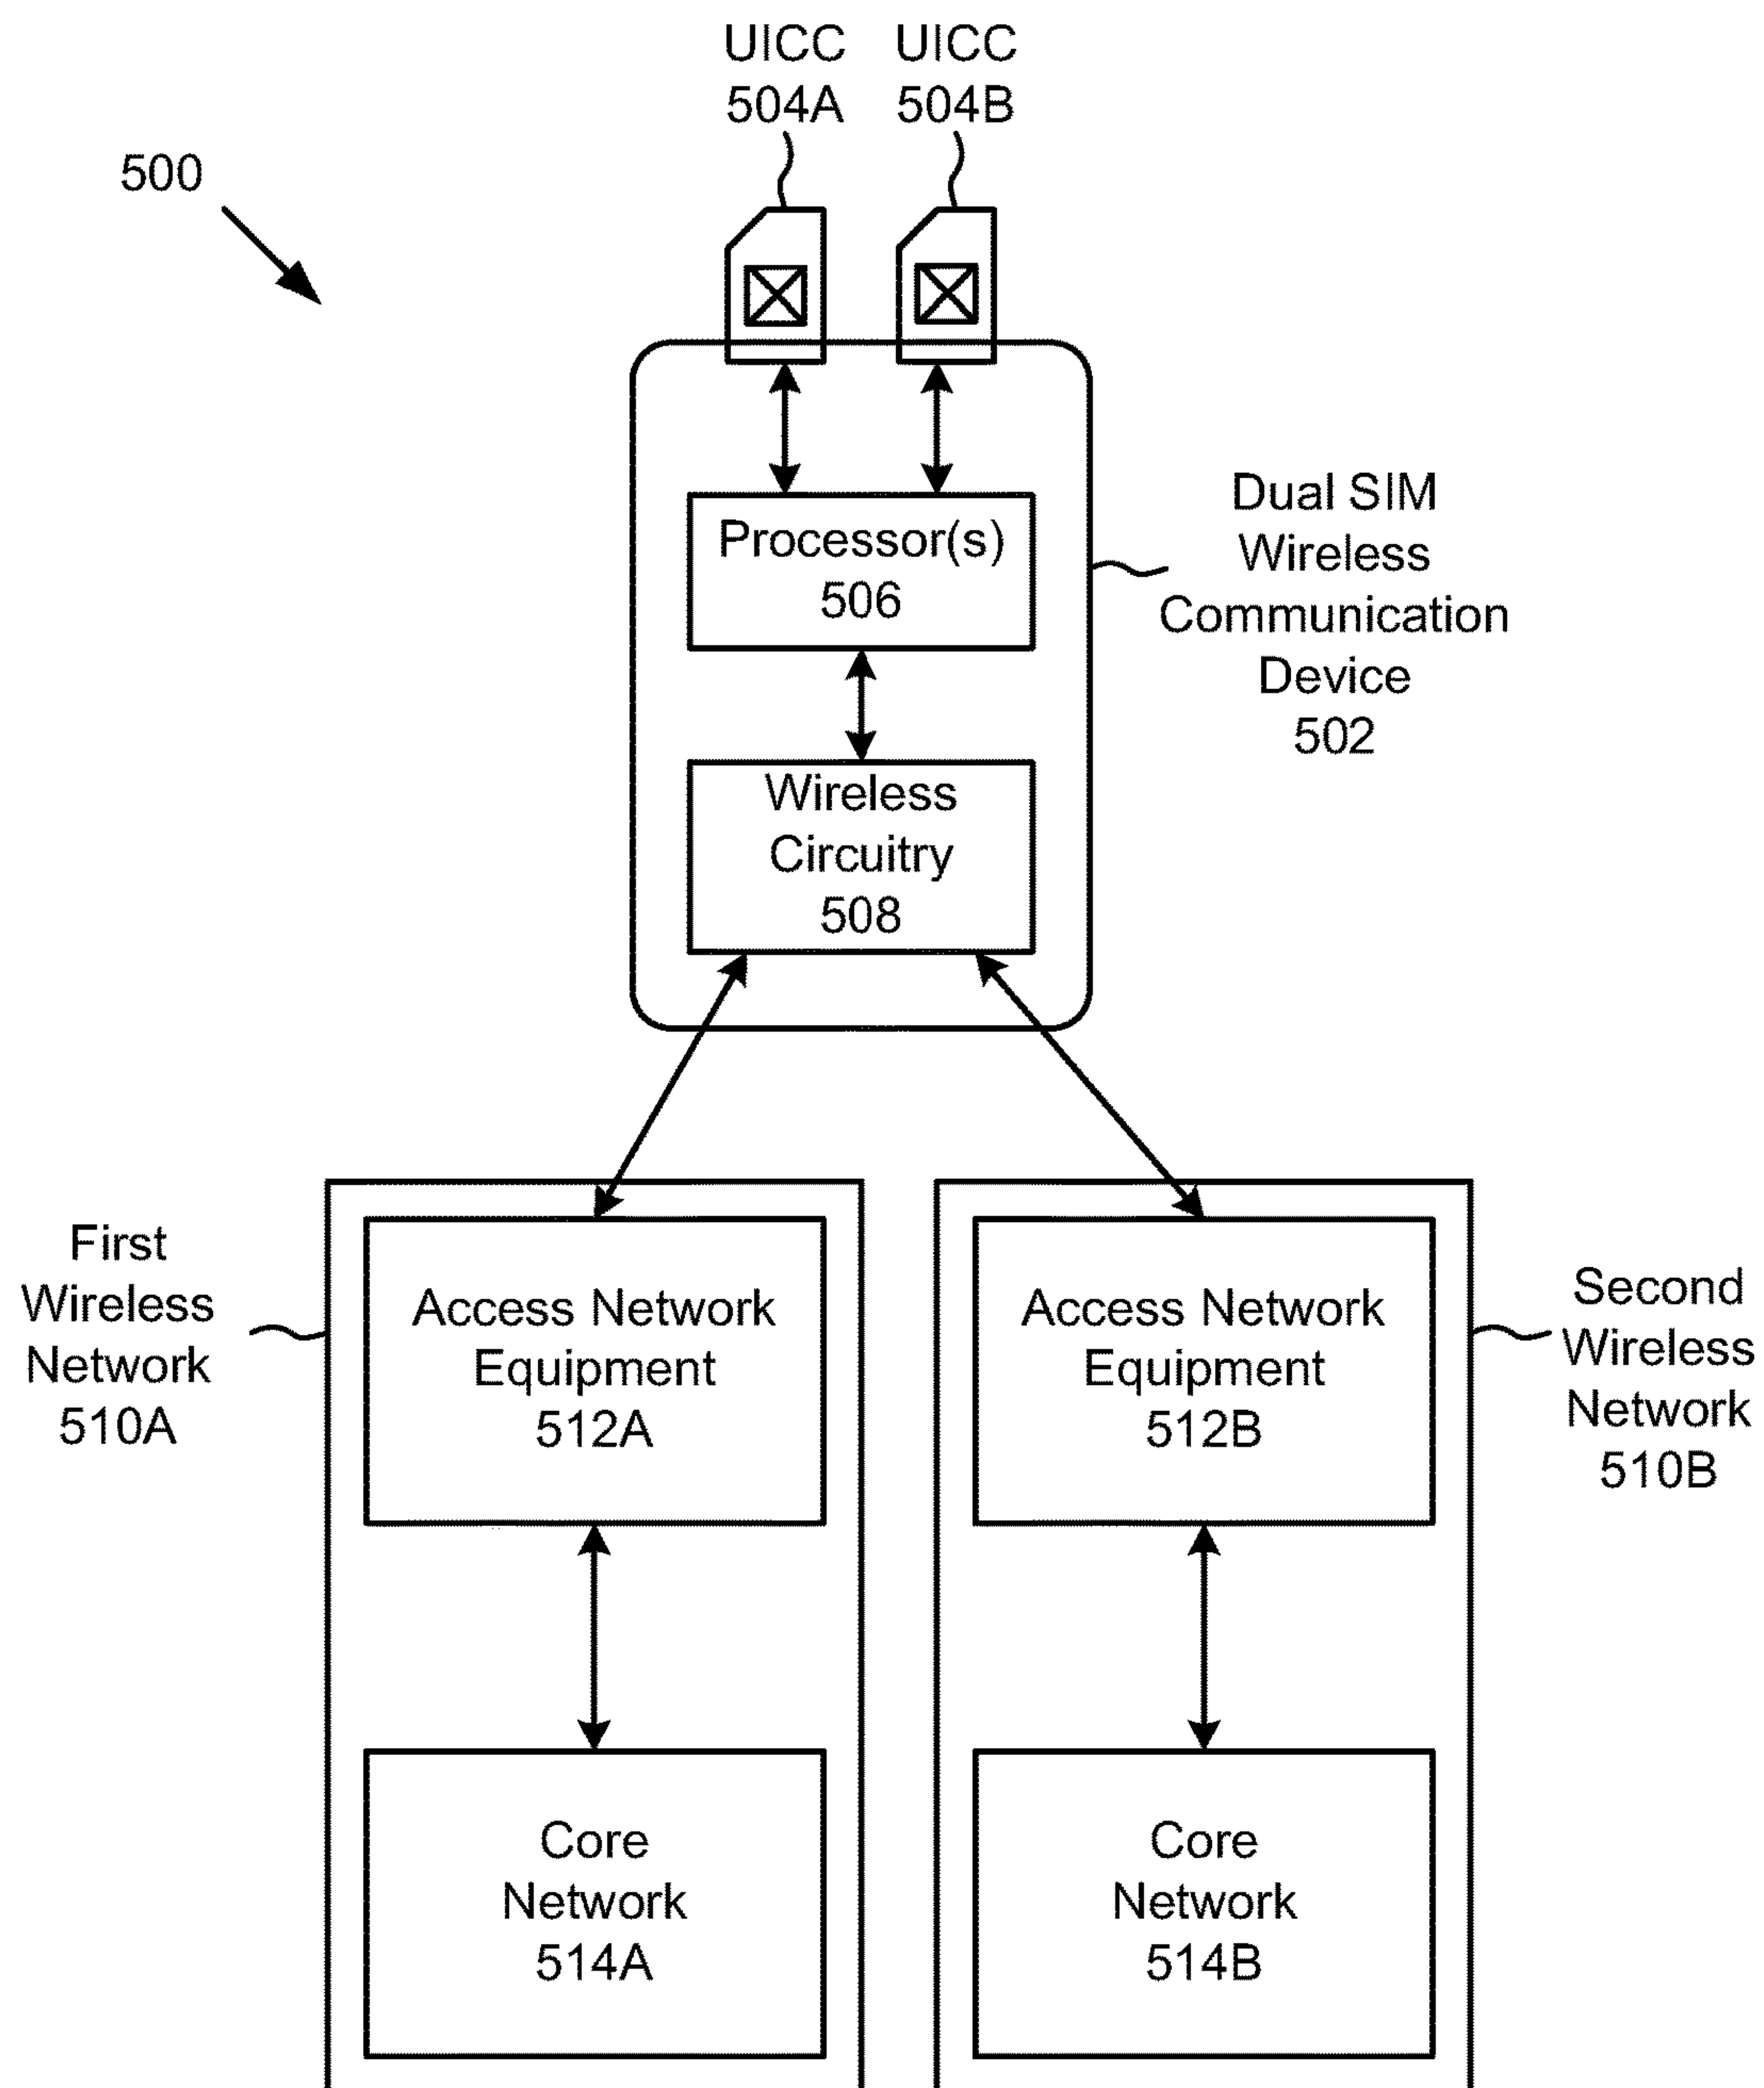 UICC
504A
UICC
504B
500
Processor(s)
506
Dual SIM
Wireless
Communication
Device
502
Wireless
Circuitry
508
First
Wireless
Network
510A
Access Network
Equipment
512A
Access Network
Equipment
512B
Second
Wireless
Network
510B
Core
Network
514A
Core
Network
514B